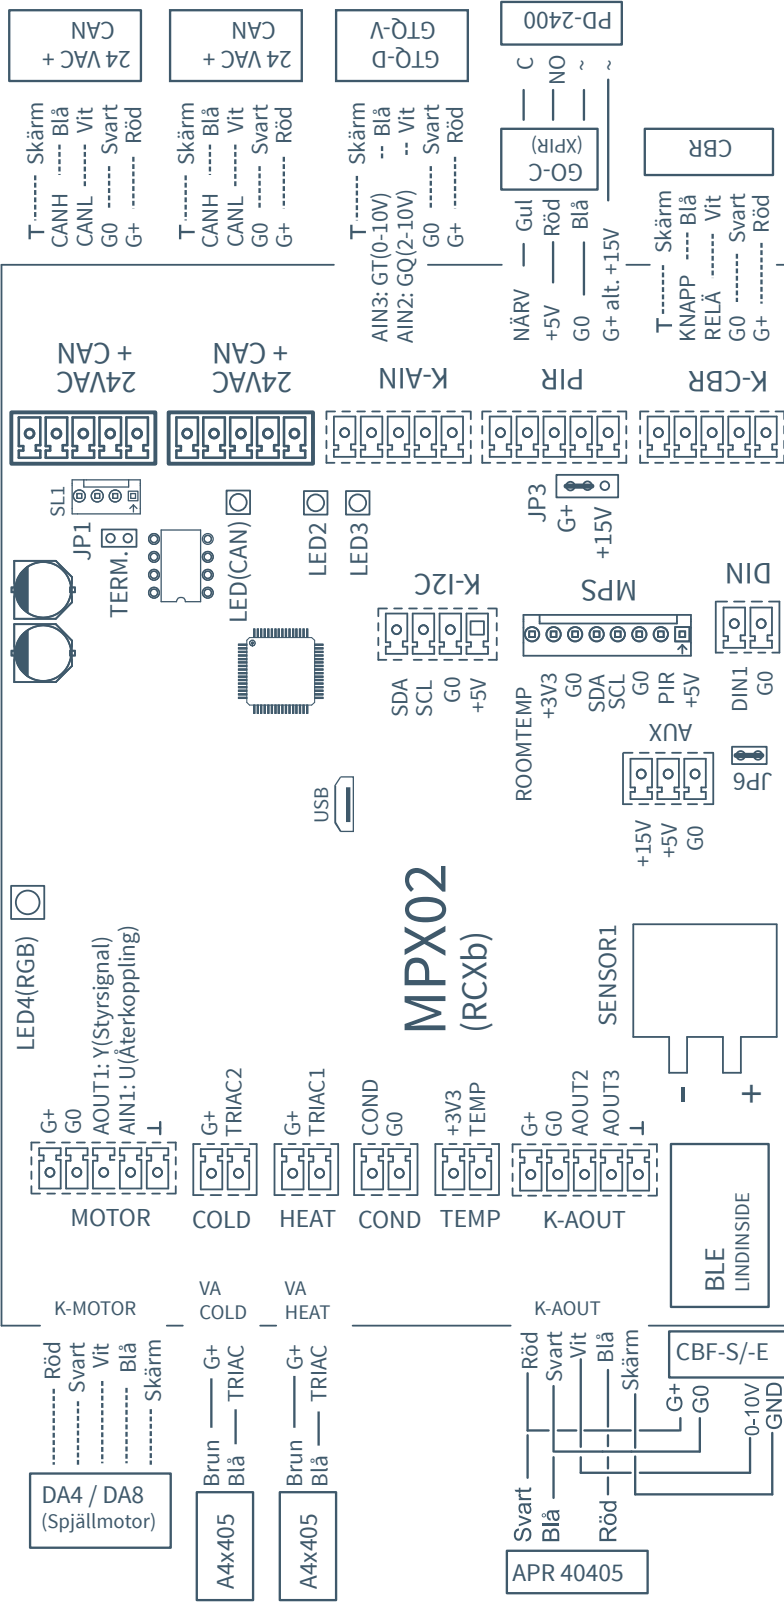 CAN
24 VAC +
CAN
24 VAC +
GTQ-V
GTQ-D
PD-2400
T Skärm
CANH Blå
CANL Vit
G0 Svart
G+ Röd
T Skärm
CANH Blå
CANL Vit
G0 Svart
G+ Röd
T Skärm
AIN3: GT(0-10V) Blå
AIN2: GQ(2-10V) Vit
G0 Svart
G+ Röd
C
NO
~
~
GO-C
(XPIR)
NÄRV Gul
+5V Röd
G0 Blå
G+ alt. +15V
CBR
T Skärm
KNAPP Blå
RELÄ Vit
G0 Svart
G+ Röd
24VAC
+ CAN
24VAC
+ CAN
K-AIN
PIR
K-CBR
SL1
JP1
TERM.
LED(CAN)
LED2
LED3
JP3
G+
+15V
K-I2C
SDA
SCL
G0
+5V
MPS
ROOMTEMP
+3V3
G0
SDA
SCL
G0
PIR
+5V
DIN
DIN1
G0
AUX
+15V
+5V
G0
JP6
USB
LED4(RGB)
MPX02
(RCXb)
SENSOR1
-
+
G+
G0
AOUT1: Y(Styrsignal)
AIN1: U(Återkoppling)
T
MOTOR
G+
TRIAC2
COLD
G+
TRIAC1
HEAT
COND
G0
COND
+3V3
TEMP
TEMP
G+
G0
AOUT2
AOUT3
T
K-AOUT
BLE
LINDINSIDE
K-MOTOR
VA
COLD
VA
HEAT
K-AOUT
Röd
Svart
Vit
Blå
Skärm
DA4 / DA8
(Spjällmotor)
Brun G+
Blå TRIAC
A4x405
Brun G+
Blå TRIAC
A4x405
Röd
Svart
Vit
Blå
Skärm
CBF-S/-E
G+
G0
0-10V
GND
Svart
Blå
Röd
APR 40405